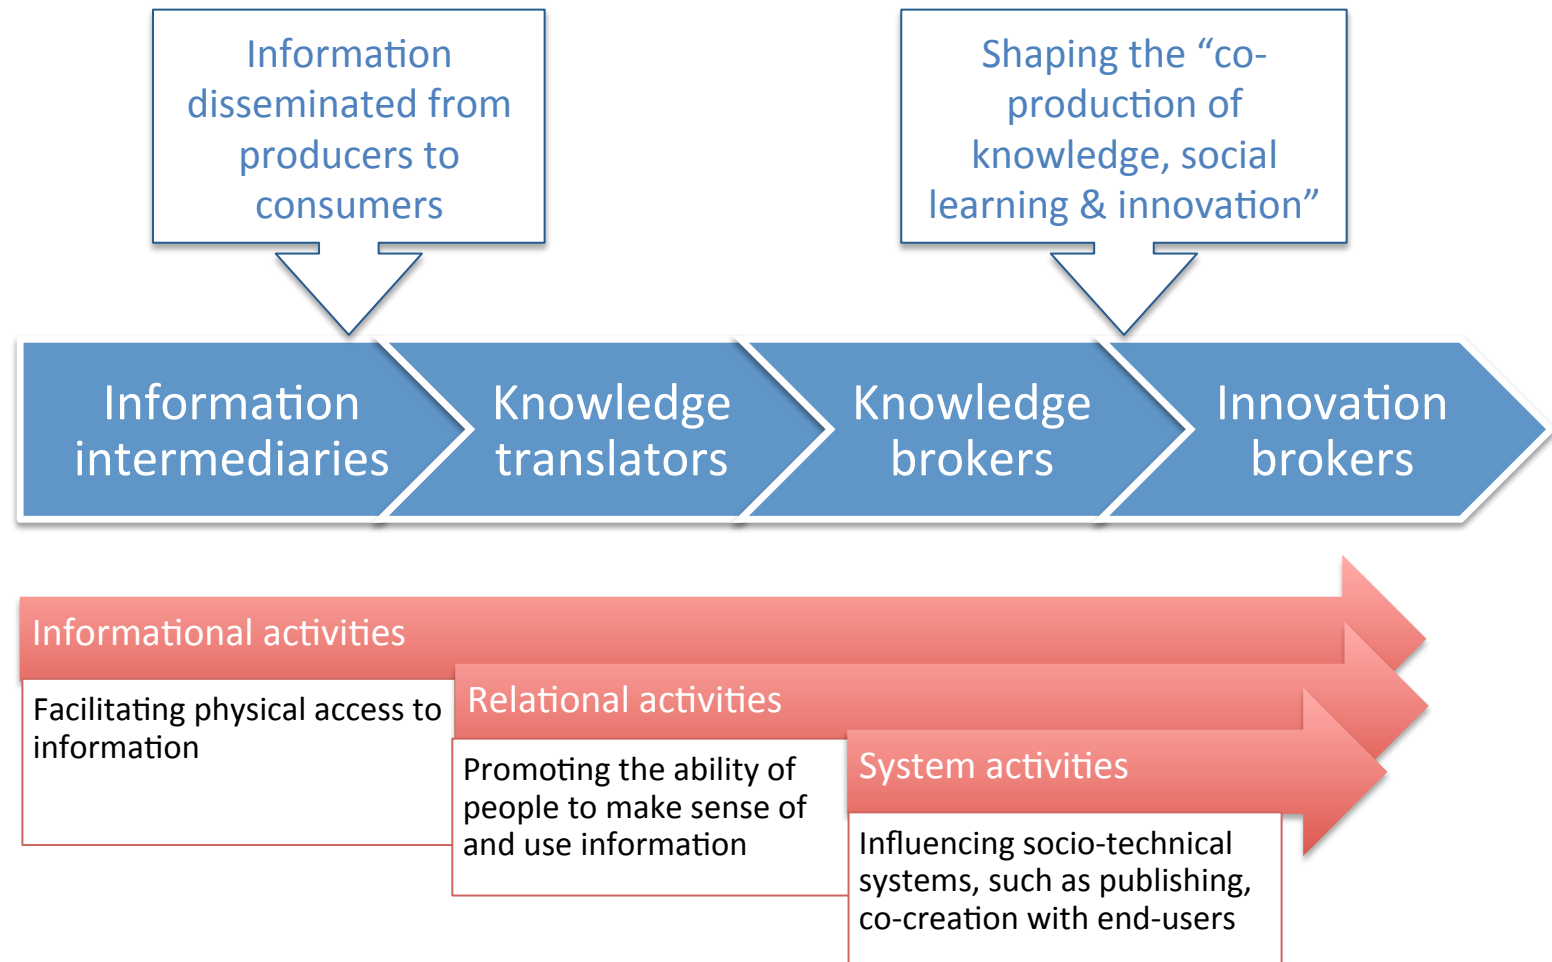 Information
disseminated from
producers to
consumers
Shaping the “co-
production of
knowledge, social
learning & innovation”
Information
intermediaries
Knowledge
translators
Knowledge
brokers
Innovation
brokers
Informational activities
Facilitating physical access to
information
Relational activities
Promoting the ability of
people to make sense of
and use information
System activities
Influencing socio-technical
systems, such as publishing,
co-creation with end-users